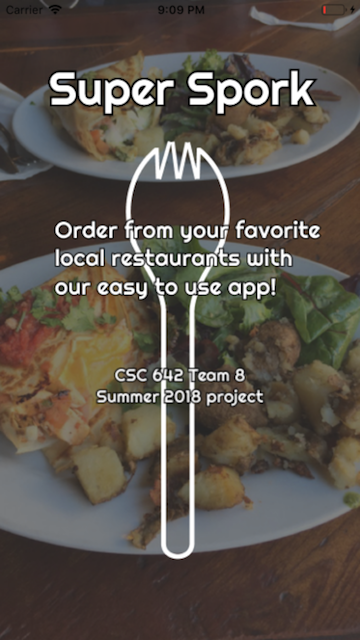 Carrier 9:09 PM
Super Spork
Order from your favorite
local restaurants with
our easy to use app!
CSC 642 Team 8
Summer 2018 project